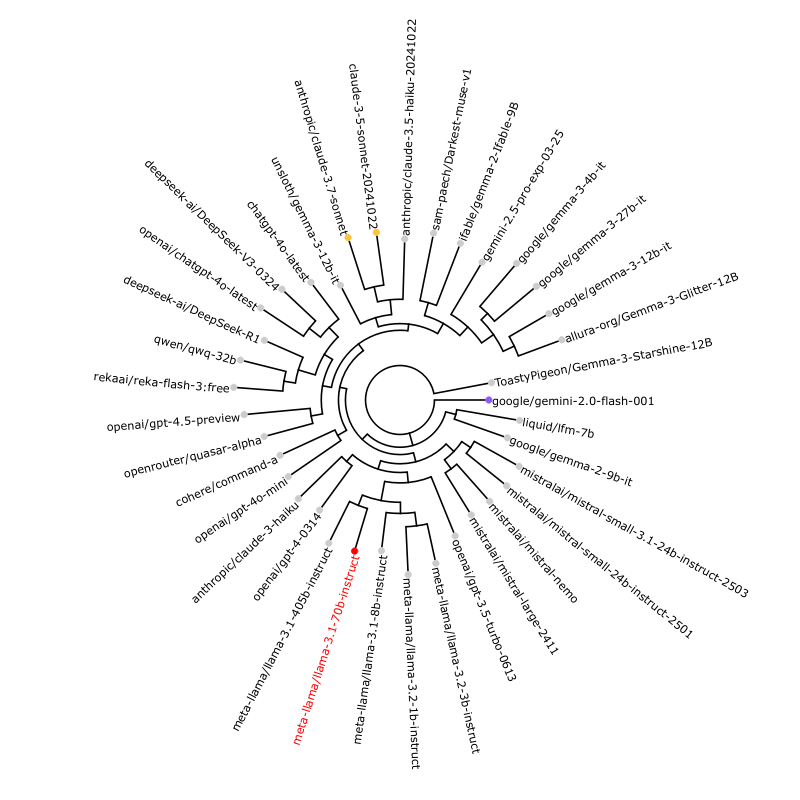 anthropic/claude-3.5-haiku-20241022
sam-paech/Darkest-muse-v1
ifable/gemma-2-Ifable-9B
gemini-2.5-pro-exp-03-25
google/gemma-3-4b-it
google/gemma-3-27b-it
google/gemma-3-12b-it
allura-org/Gemma-3-Glitter-12B
ToastyPigeon/Gemma-3-Starshine-12B
google/gemini-2.0-flash-001
liquid/lfm-7b
google/gemma-2-9b-it
mistralai/mistral-small-3.1-24b-instruct-2503
mistralai/mistral-small-24b-instruct-2501
mistralai/mistral-nemo
mistralai/mistral-large-2411
openai/gpt-3.5-turbo-0613
meta-llama/llama-3.2-3b-instruct
meta-llama/llama-3.2-1b-instruct
meta-llama/llama-3.1-8b-instruct
meta-llama/llama-3.1-70b-instruct
meta-llama/llama-3.1-405b-instruct
openai/gpt-4-0314
anthropic/claude-3-haiku
openai/gpt-4o-mini
cohere/command-a
openrouter/quasar-alpha
openai/gpt-4.5-preview
rekaai/reka-flash-3:free
qwen/qwq-32b
deepseek-ai/DeepSeek-R1
openai/chatgpt-4o-latest
deepseek-ai/DeepSeek-V3-0324
chatgpt-4o-latest
unsloth/gemma-3-12b-it
anthropic/claude-3.7-sonnet
claude-3-5-sonnet-20241022